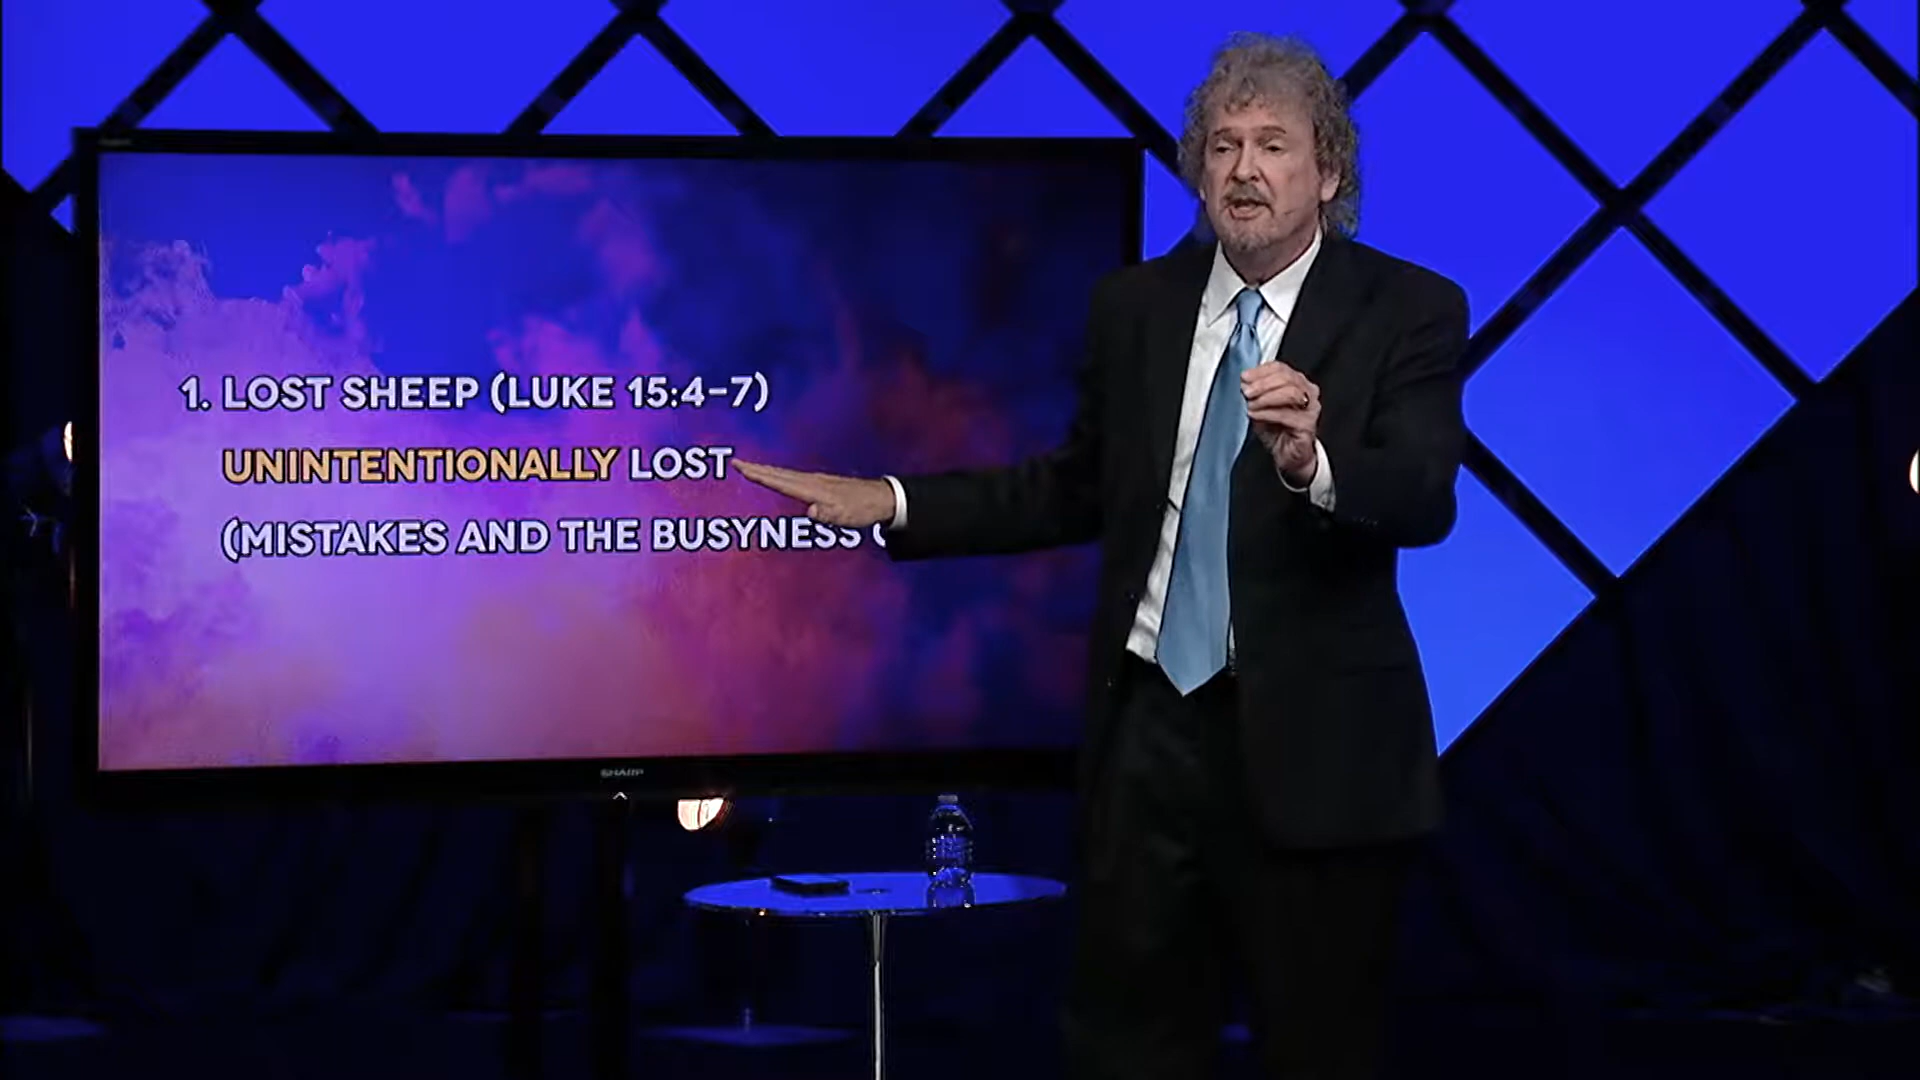 1. LOST SHEEP (LUKE 15:4-7)
UNINTENTIONALLY LOST
(MISTAKES AND THE BUSYNESS
SHARP